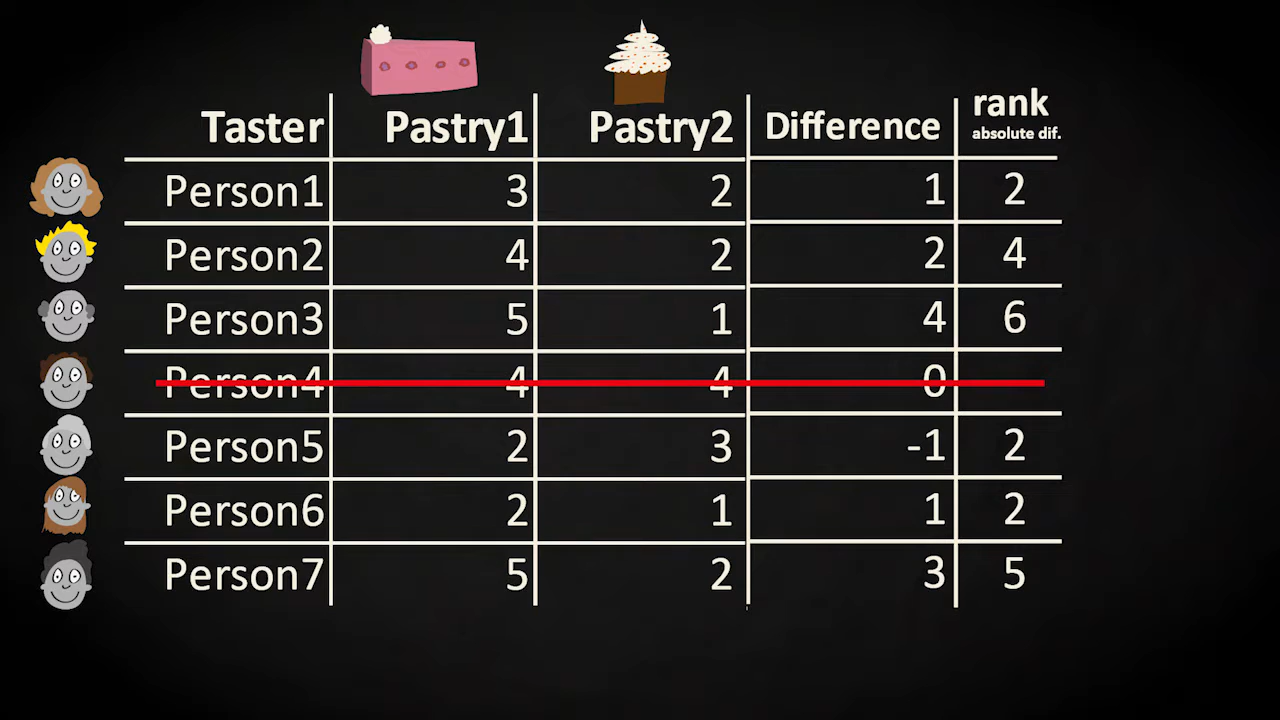 Taster Pastry1 Pastry2 Difference rank
absolute dif.
Person1 3 2 1 2
Person2 4 2 2 4
Person3 5 1 4 6
Person4 4 4 0
Person5 2 3 -1 2
Person6 2 1 1 2
Person7 5 2 3 5